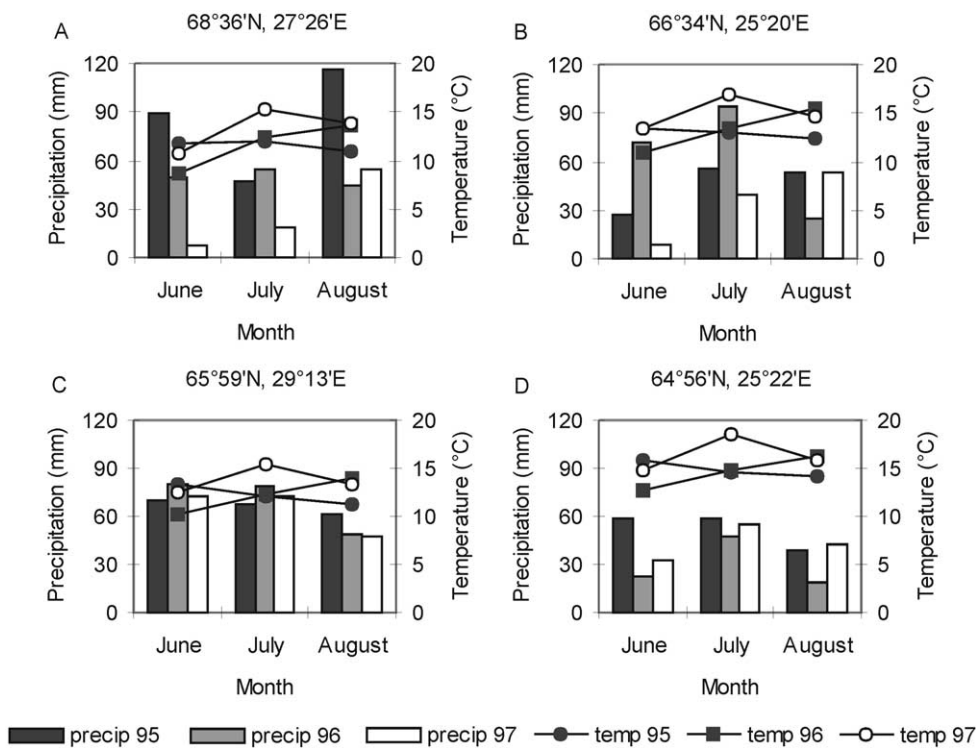 A
68°36'N, 27°26'E
Precipitation (mm)
120
90
60
30
0
20
15
10
5
0
Temperature (°C)
June
July
August
Month
B
66°34'N, 25°20'E
Precipitation (mm)
120
90
60
30
0
20
15
10
5
0
Temperature (°C)
June
July
August
Month
C
65°59'N, 29°13'E
Precipitation (mm)
120
90
60
30
0
20
15
10
5
0
Temperature (°C)
June
July
August
Month
D
64°56'N, 25°22'E
Precipitation (mm)
120
90
60
30
0
20
15
10
5
0
Temperature (°C)
June
July
August
Month
precip 95 precip 96 precip 97 temp 95 temp 96 temp 97